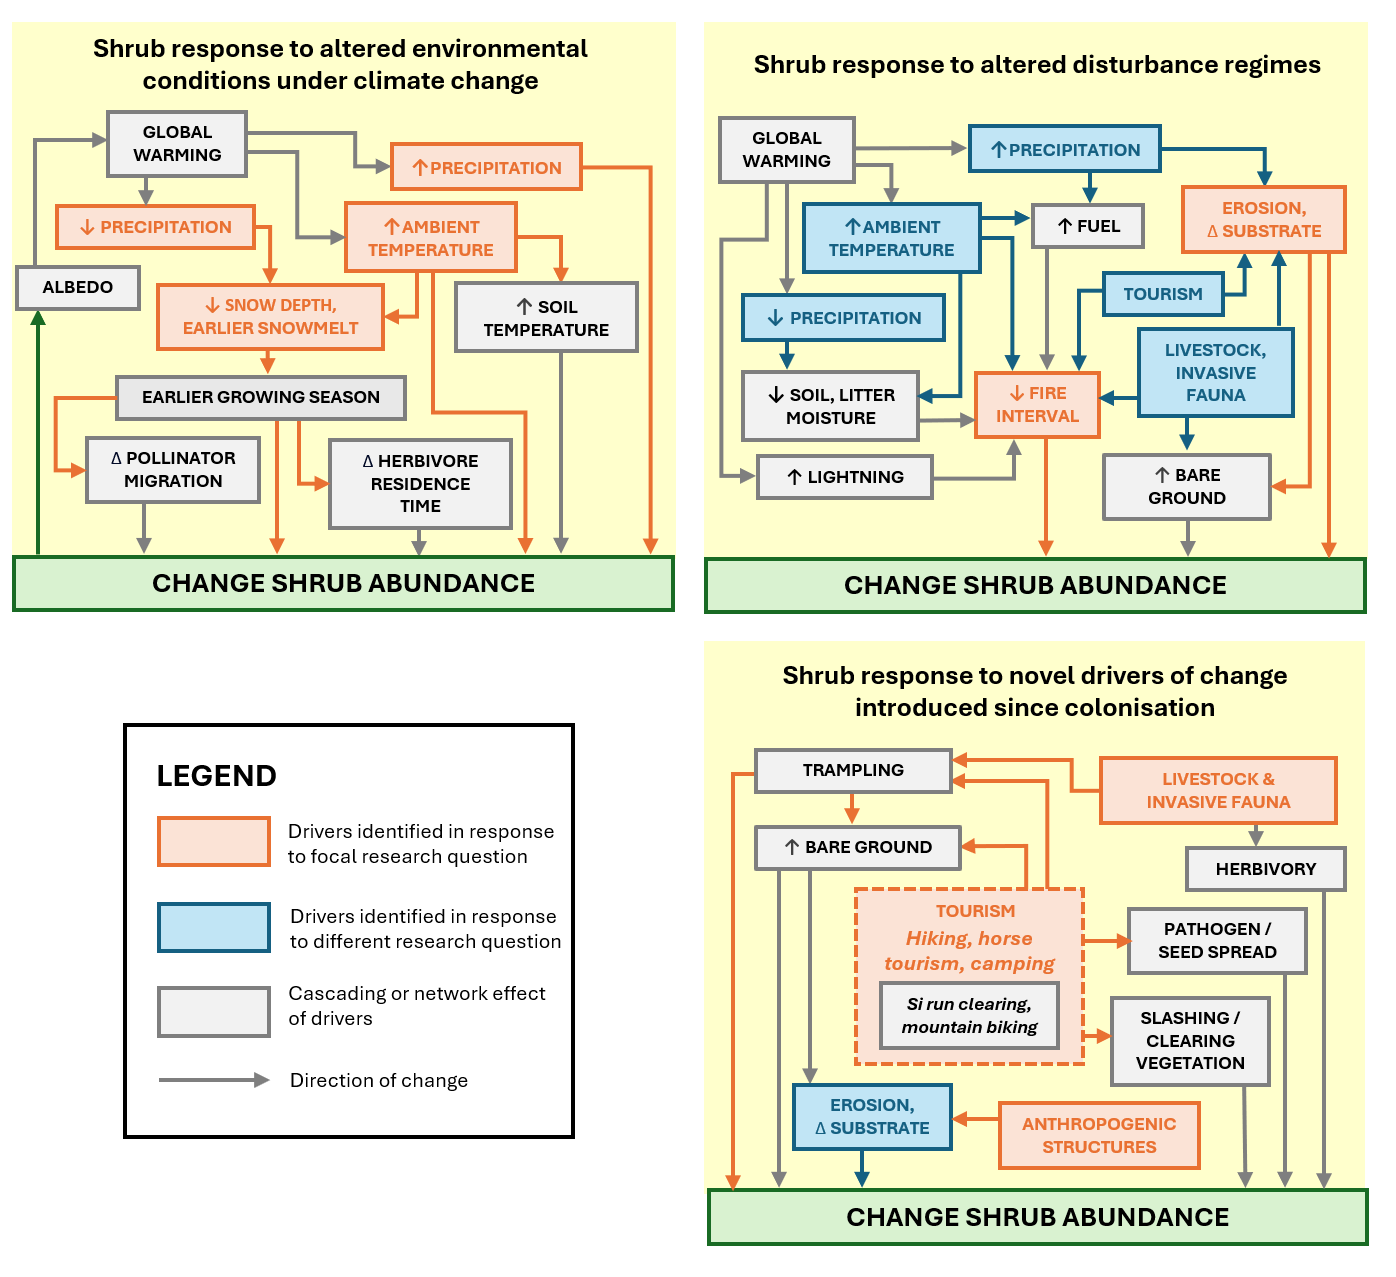 Shrub response to altered environmental
conditions under climate change
GLOBAL
WARMING
↑PRECIPITATION
↓ PRECIPITATION
↑AMBIENT
TEMPERATURE
ALBEDO
↓ SNOW DEPTH,
EARLIER SNOWMELT
↑ SOIL
TEMPERATURE
EARLIER GROWING SEASON
Δ POLLINATOR
MIGRATION
Δ HERBIVORE
RESIDENCE
TIME
CHANGE SHRUB ABUNDANCE
Shrub response to altered disturbance regimes
GLOBAL
WARMING
↑PRECIPITATION
↑AMBIENT
TEMPERATURE
↑ FUEL
EROSION,
Δ SUBSTRATE
TOURISM
↓ PRECIPITATION
LIVESTOCK,
INVASIVE
FAUNA
↓ SOIL, LITTER
MOISTURE
↓ FIRE
INTERVAL
↑ LIGHTNING
↑ BARE
GROUND
CHANGE SHRUB ABUNDANCE
LEGEND
Drivers identified in response
to focal research question
Drivers identified in response
to different research question
Cascading or network effect
of drivers
Direction of change
Shrub response to novel drivers of change
introduced since colonisation
TRAMPLING
LIVESTOCK &
INVASIVE FAUNA
↑ BARE GROUND
HERBIVORY
TOURISM
Hiking, horse
tourism, camping
Si run clearing,
mountain biking
PATHOGEN /
SEED SPREAD
SLASHING /
CLEARING
VEGETATION
EROSION,
Δ SUBSTRATE
ANTHROPOGENIC
STRUCTURES
CHANGE SHRUB ABUNDANCE